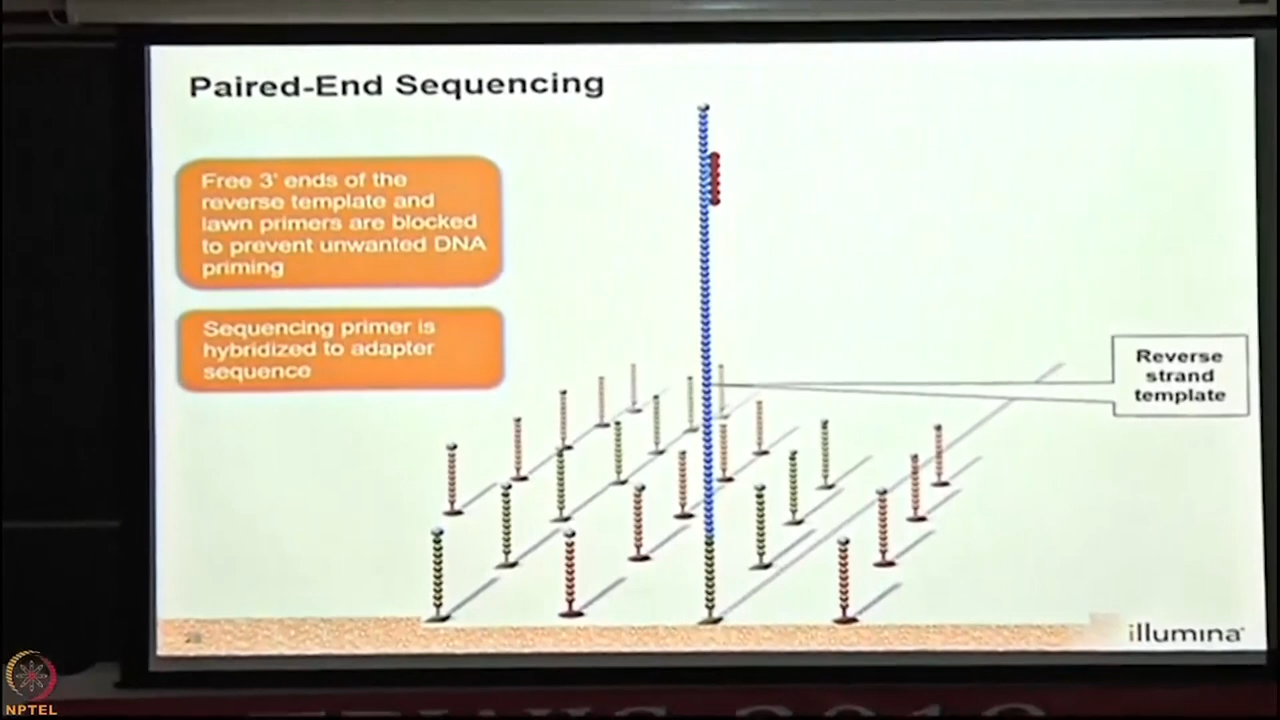 Paired-End Sequencing
Free 3' ends of the
reverse template and
lawn primers are blocked
to prevent unwanted DNA
priming
Sequencing primer is
hybridized to adapter
sequence
Reverse
strand
template
illumina
NPTEL